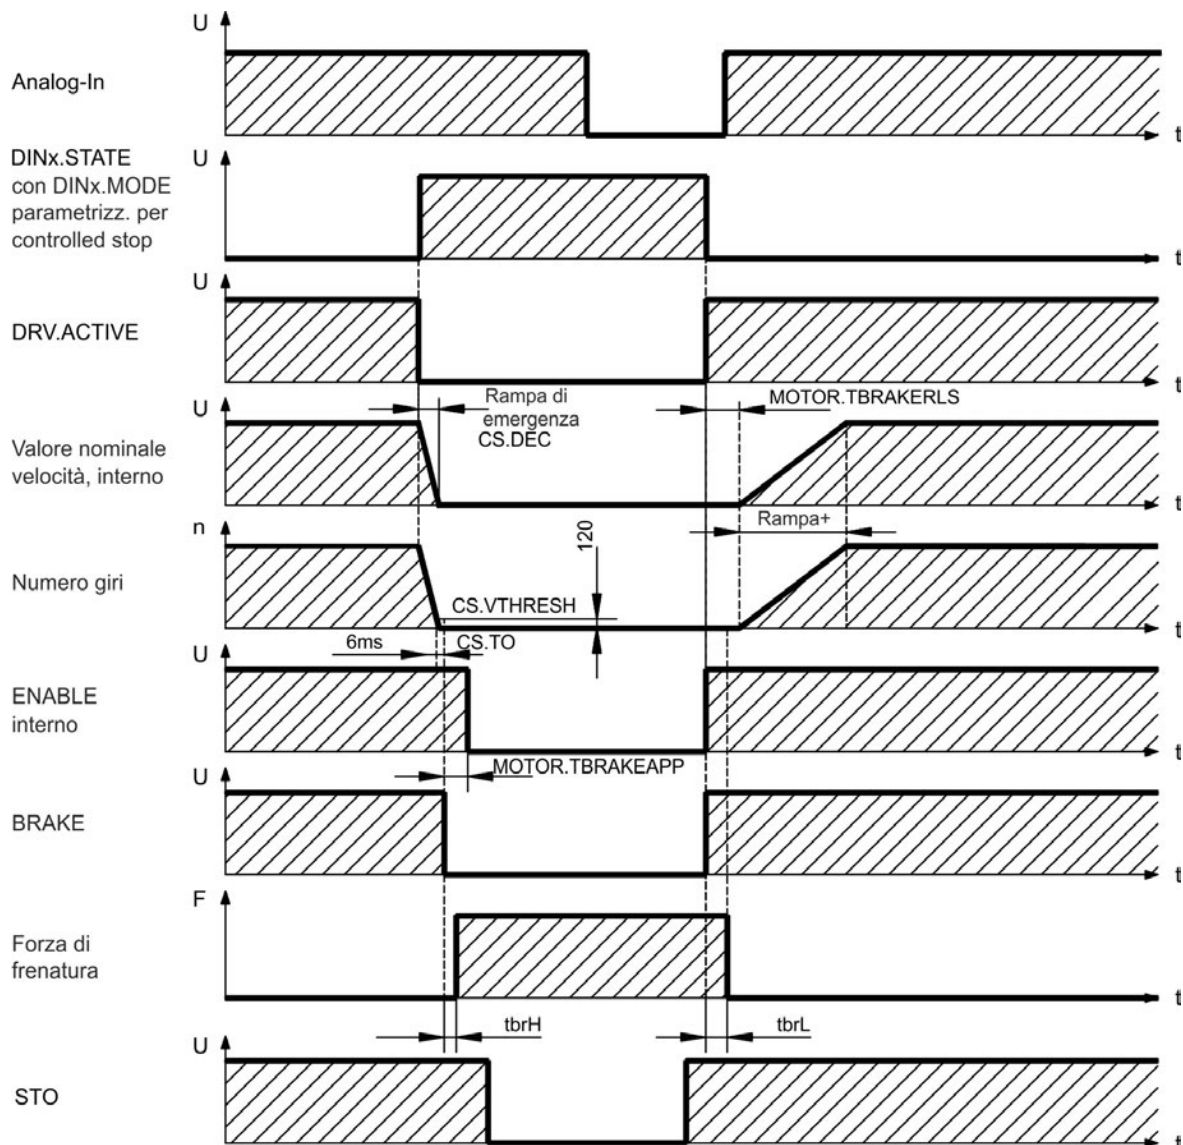 U
Analog-In
t
DINx.STATE
con DINx.MODE
parametrizz. per
controlled stop
U
t
U
DRV.ACTIVE
t
U
Rampa di
emergenza
CS.DEC
MOTOR.TBRAKERLS
Valore nominale
velocità, interno
t
n
Rampa+
120
Numero giri
CS.VTHRESH
t
6ms
CS.TO
U
ENABLE
interno
t
MOTOR.TBRAKEAPP
U
BRAKE
t
F
Forza di
frenatura
t
tbrH
tbrL
U
STO
t